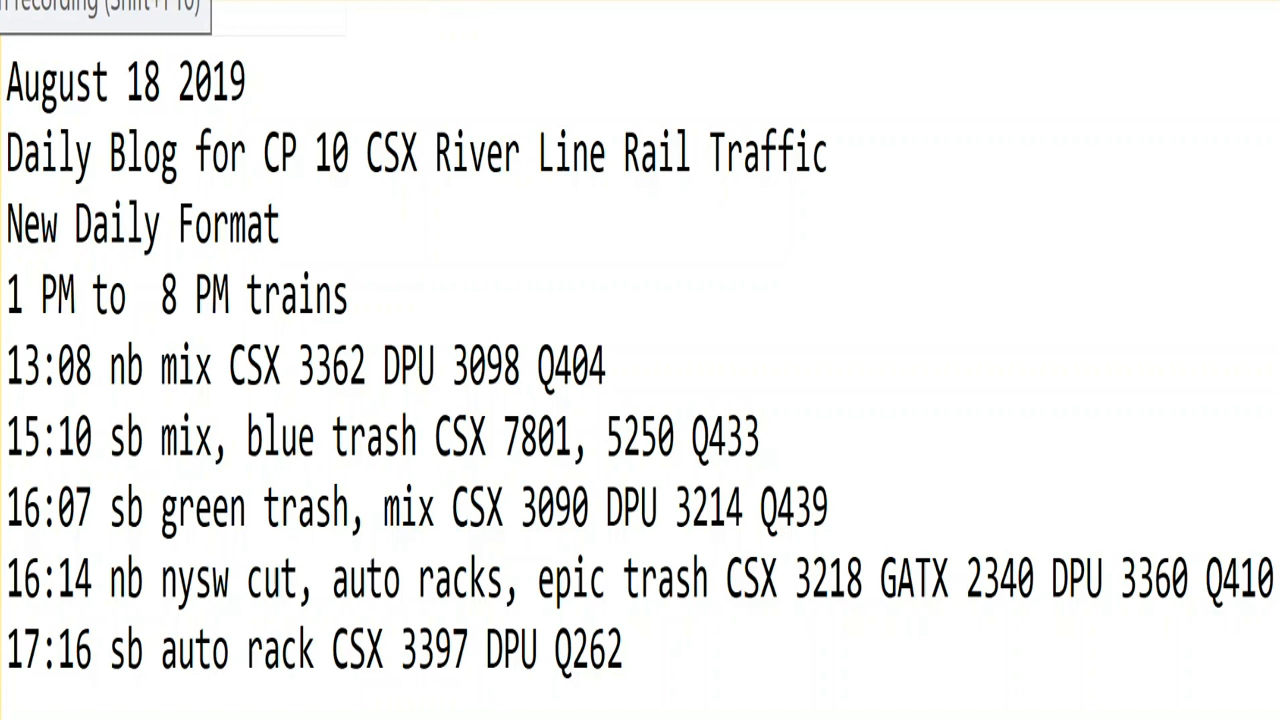 recording (Shift+F10)
August 18 2019
Daily Blog for CP 10 CSX River Line Rail Traffic
New Daily Format
1 PM to  8 PM trains
13:08 nb mix CSX 3362 DPU 3098 Q404
15:10 sb mix, blue trash CSX 7801, 5250 Q433
16:07 sb green trash, mix CSX 3090 DPU 3214 Q439
16:14 nb nysw cut, auto racks, epic trash CSX 3218 GATX 2340 DPU 3360 Q410
17:16 sb auto rack CSX 3397 DPU Q262